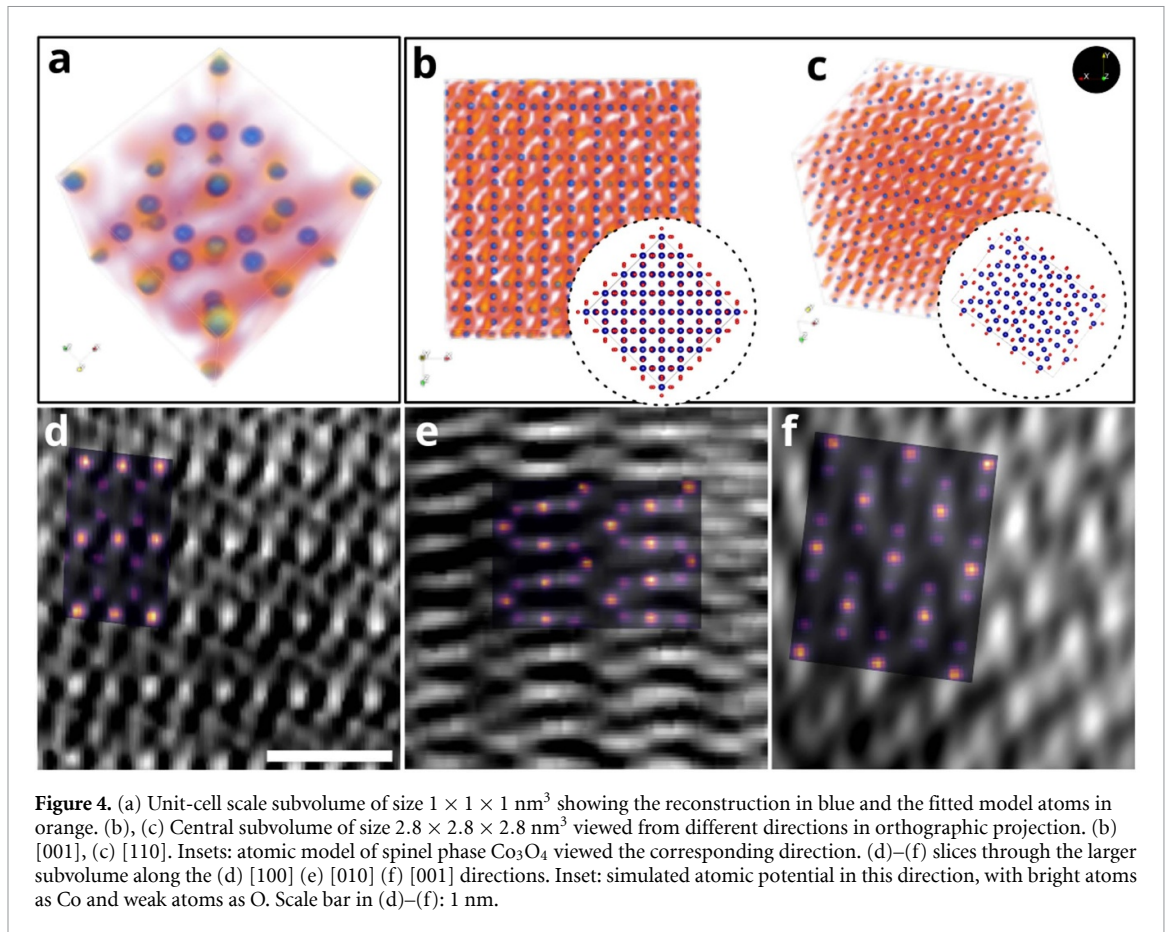 a
b
c
Y
X
Z
d
e
f
Figure 4. (a) Unit-cell scale subvolume of size 1 × 1 × 1 nm³ showing the reconstruction in blue and the fitted model atoms in
orange. (b), (c) Central subvolume of size 2.8 × 2.8 × 2.8 nm³ viewed from different directions in orthographic projection. (b)
[001], (c) [110]. Insets: atomic model of spinel phase Co₃O₄ viewed the corresponding direction. (d)–(f) slices through the larger
subvolume along the (d) [100] (e) [010] (f) [001] directions. Inset: simulated atomic potential in this direction, with bright atoms
as Co and weak atoms as O. Scale bar in (d)–(f): 1 nm.